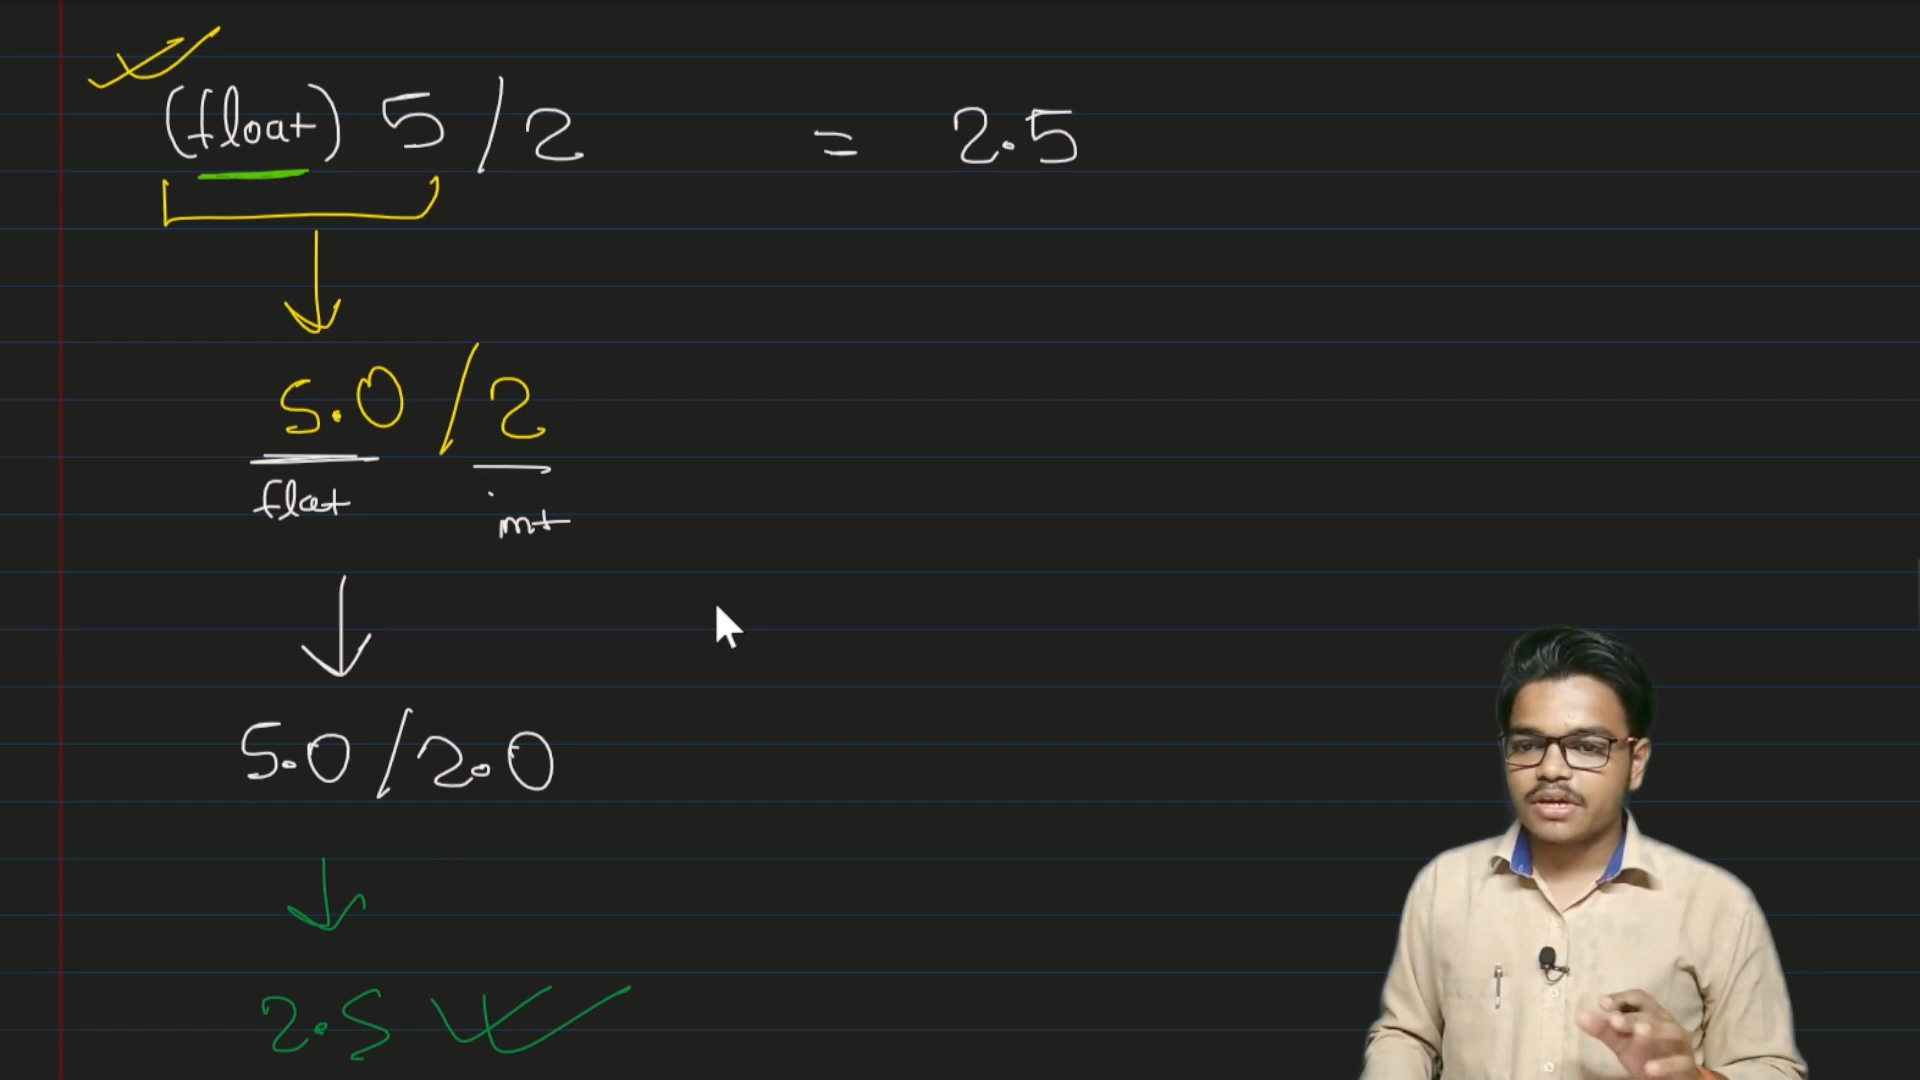 (float) 5 / 2 = 2.5
5.0 / 2
flat int
5.0 / 2.0
2.5